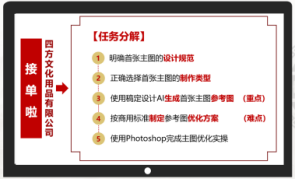 接单啦
四方文化用品有限公司
【任务分解】
1 明确首张主图的设计规范
2 正确选择首张主图的制作类型
3 使用稿定设计AI生成首张主图参考图 （重点）
4 按商用标准制定参考图优化方案 （难点）
5 使用Photoshop完成主图优化实操